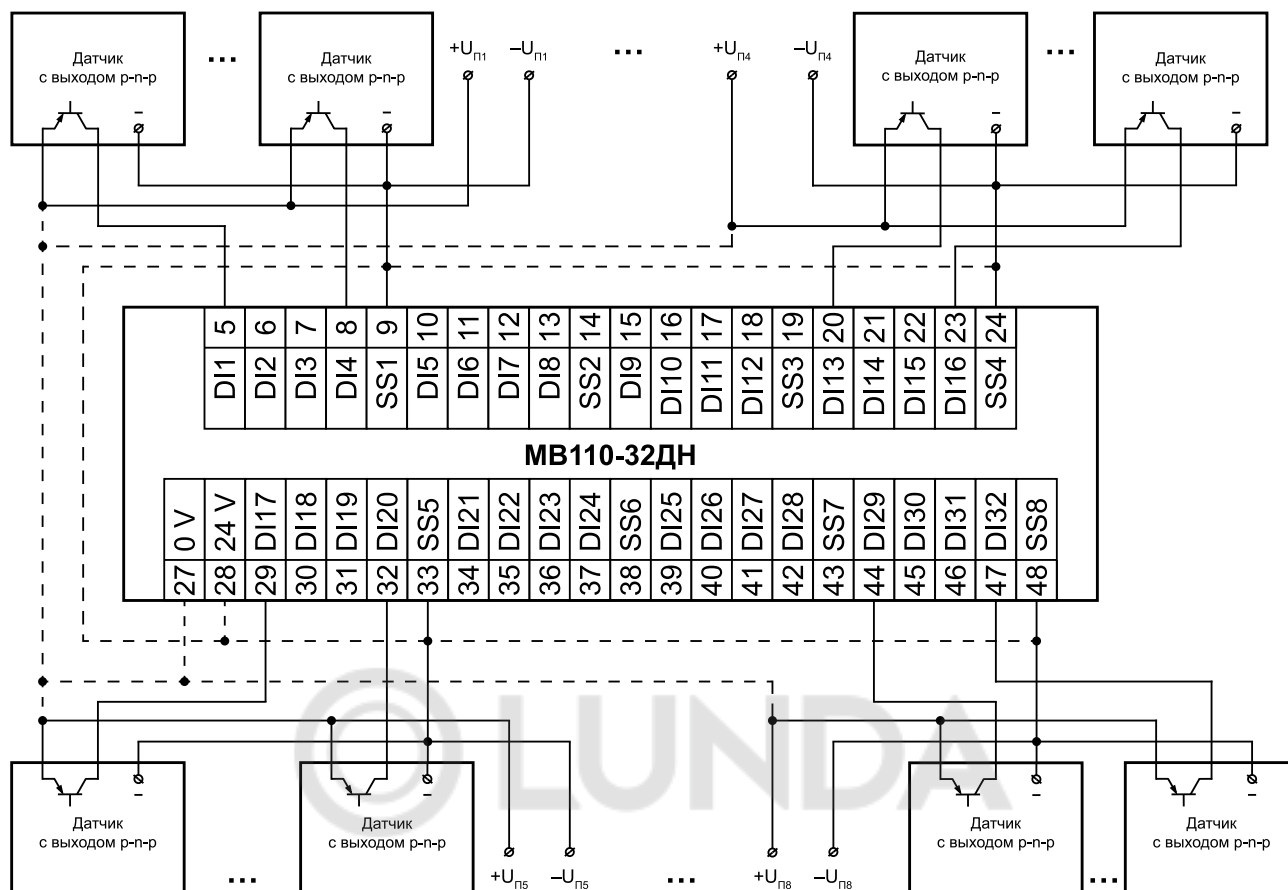 Датчик
с выходом p-n-p
–
...
Датчик
с выходом p-n-p
–
+UП1
–UП1
...
+UП4
–UП4
Датчик
с выходом p-n-p
–
...
Датчик
с выходом p-n-p
–
5 6 7 8 9 10 11 12 13 14 15 16 17 18 19 20 21 22 23 24
DI1 DI2 DI3 DI4 SS1 DI5 DI6 DI7 DI8 SS2 DI9 DI10 DI11 DI12 SS3 DI13 DI14 DI15 DI16 SS4
МВ110-32ДН
0 V 24 V DI17 DI18 DI19 DI20 SS5 DI21 DI22 DI23 DI24 SS6 DI25 DI26 DI27 DI28 SS7 DI29 DI30 DI31 DI32 SS8
27 28 29 30 31 32 33 34 35 36 37 38 39 40 41 42 43 44 45 46 47 48
LUNDA
–
Датчик
с выходом p-n-p
...
–
Датчик
с выходом p-n-p
+UП5
–UП5
...
+UП8
–UП8
–
Датчик
с выходом p-n-p
...
–
Датчик
с выходом p-n-p